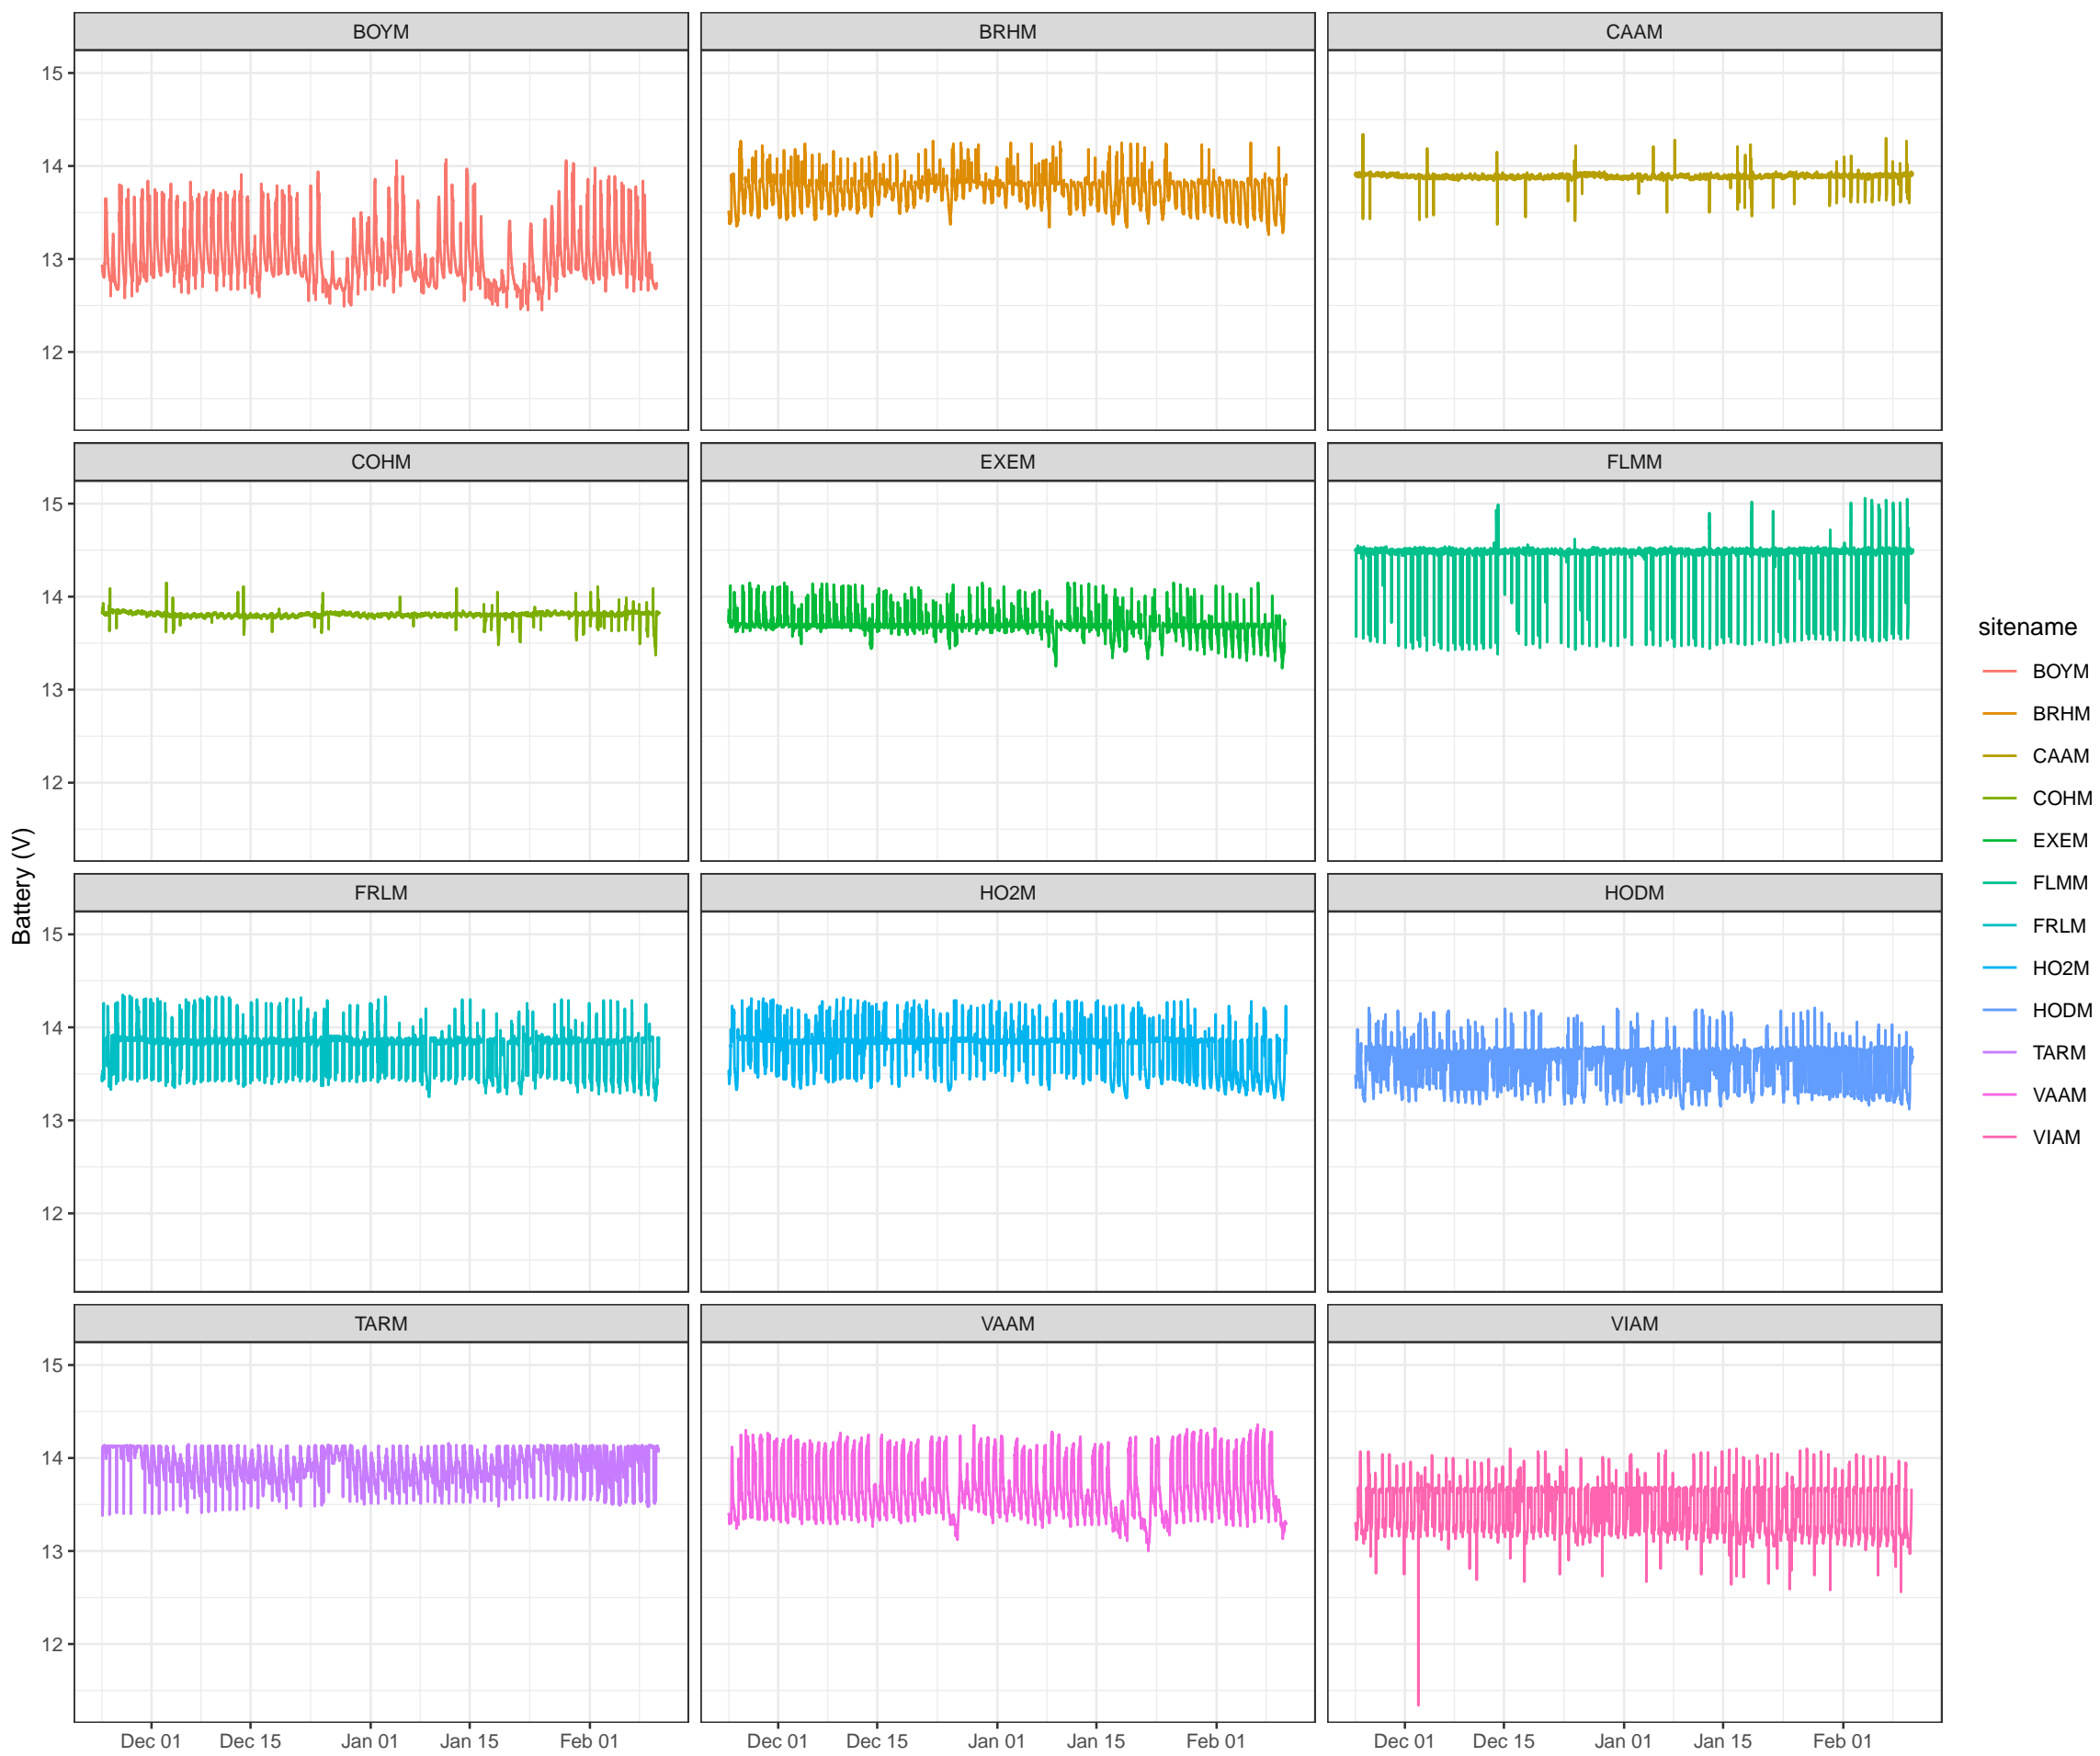 BOYM BRHM CAAM
15
14
13
12
COHM EXEM FLMM
15
14
13
12
FRLM HO2M HODM
15
14
13
12
TARM VAAM VIAM
15
14
13
12
Dec 01 Dec 15 Jan 01 Jan 15 Feb 01 Dec 01 Dec 15 Jan 01 Jan 15 Feb 01 Dec 01 Dec 15 Jan 01 Jan 15 Feb 01
Battery (V)
sitename
BOYM
BRHM
CAAM
COHM
EXEM
FLMM
FRLM
HO2M
HODM
TARM
VAAM
VIAM